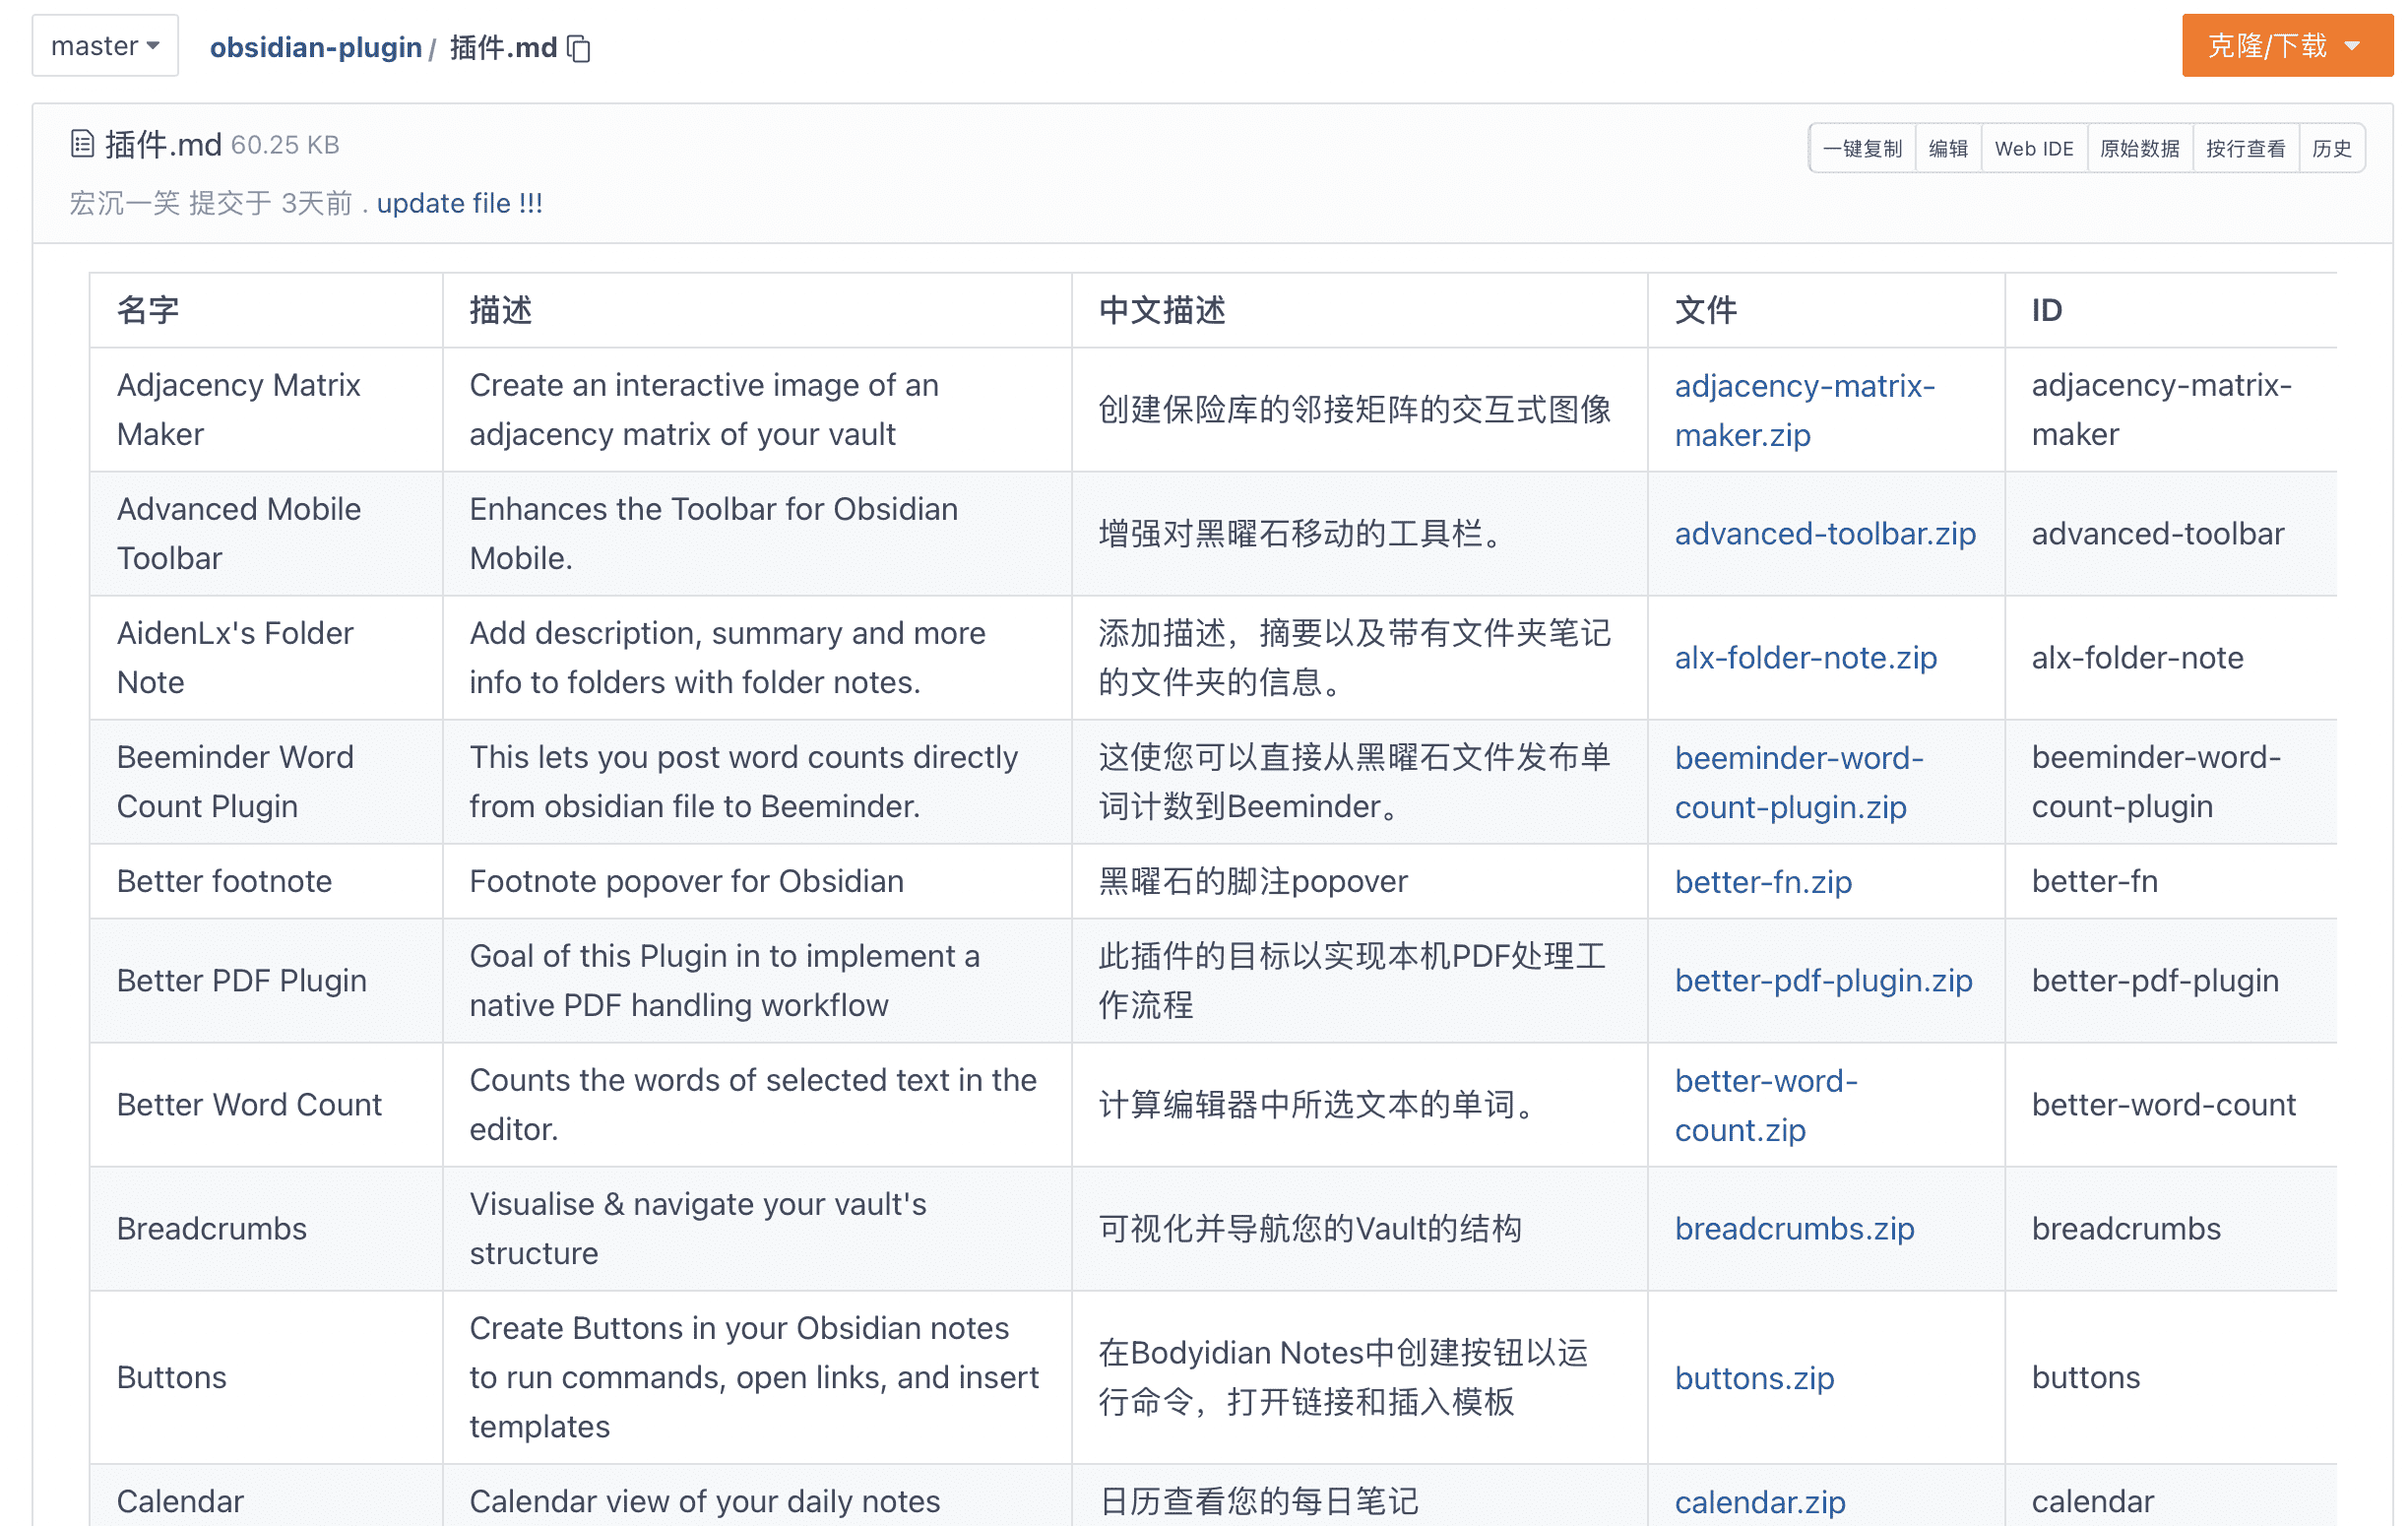 master
obsidian-plugin / 插件.md
克隆/下载
插件.md 60.25 KB
一键复制 编辑 Web IDE 原始数据 按行查看 历史
宏沉一笑 提交于 3天前 . update file !!!
名字 描述 中文描述 文件 ID
Adjacency Matrix
Maker
Create an interactive image of an
adjacency matrix of your vault
创建保险库的邻接矩阵的交互式图像
adjacency-matrix-
maker.zip
adjacency-matrix-
maker
Advanced Mobile
Toolbar
Enhances the Toolbar for Obsidian
Mobile.
增强对黑曜石移动的工具栏。
advanced-toolbar.zip
advanced-toolbar
AidenLx's Folder
Note
Add description, summary and more
info to folders with folder notes.
添加描述，摘要以及带有文件夹笔记
的文件夹的信息。
alx-folder-note.zip
alx-folder-note
Beeminder Word
Count Plugin
This lets you post word counts directly
from obsidian file to Beeminder.
这使您可以直接从黑曜石文件发布单
词计数到Beeminder。
beeminder-word-
count-plugin.zip
beeminder-word-
count-plugin
Better footnote
Footnote popover for Obsidian
黑曜石的脚注popover
better-fn.zip
better-fn
Better PDF Plugin
Goal of this Plugin in to implement a
native PDF handling workflow
此插件的目标以实现本机PDF处理工
作流程
better-pdf-plugin.zip
better-pdf-plugin
Better Word Count
Counts the words of selected text in the
editor.
计算编辑器中所选文本的单词。
better-word-
count.zip
better-word-count
Breadcrumbs
Visualise & navigate your vault's
structure
可视化并导航您的Vault的结构
breadcrumbs.zip
breadcrumbs
Buttons
Create Buttons in your Obsidian notes
to run commands, open links, and insert
templates
在Bodyidian Notes中创建按钮以运
行命令，打开链接和插入模板
buttons.zip
buttons
Calendar
Calendar view of your daily notes
日历查看您的每日笔记
calendar.zip
calendar